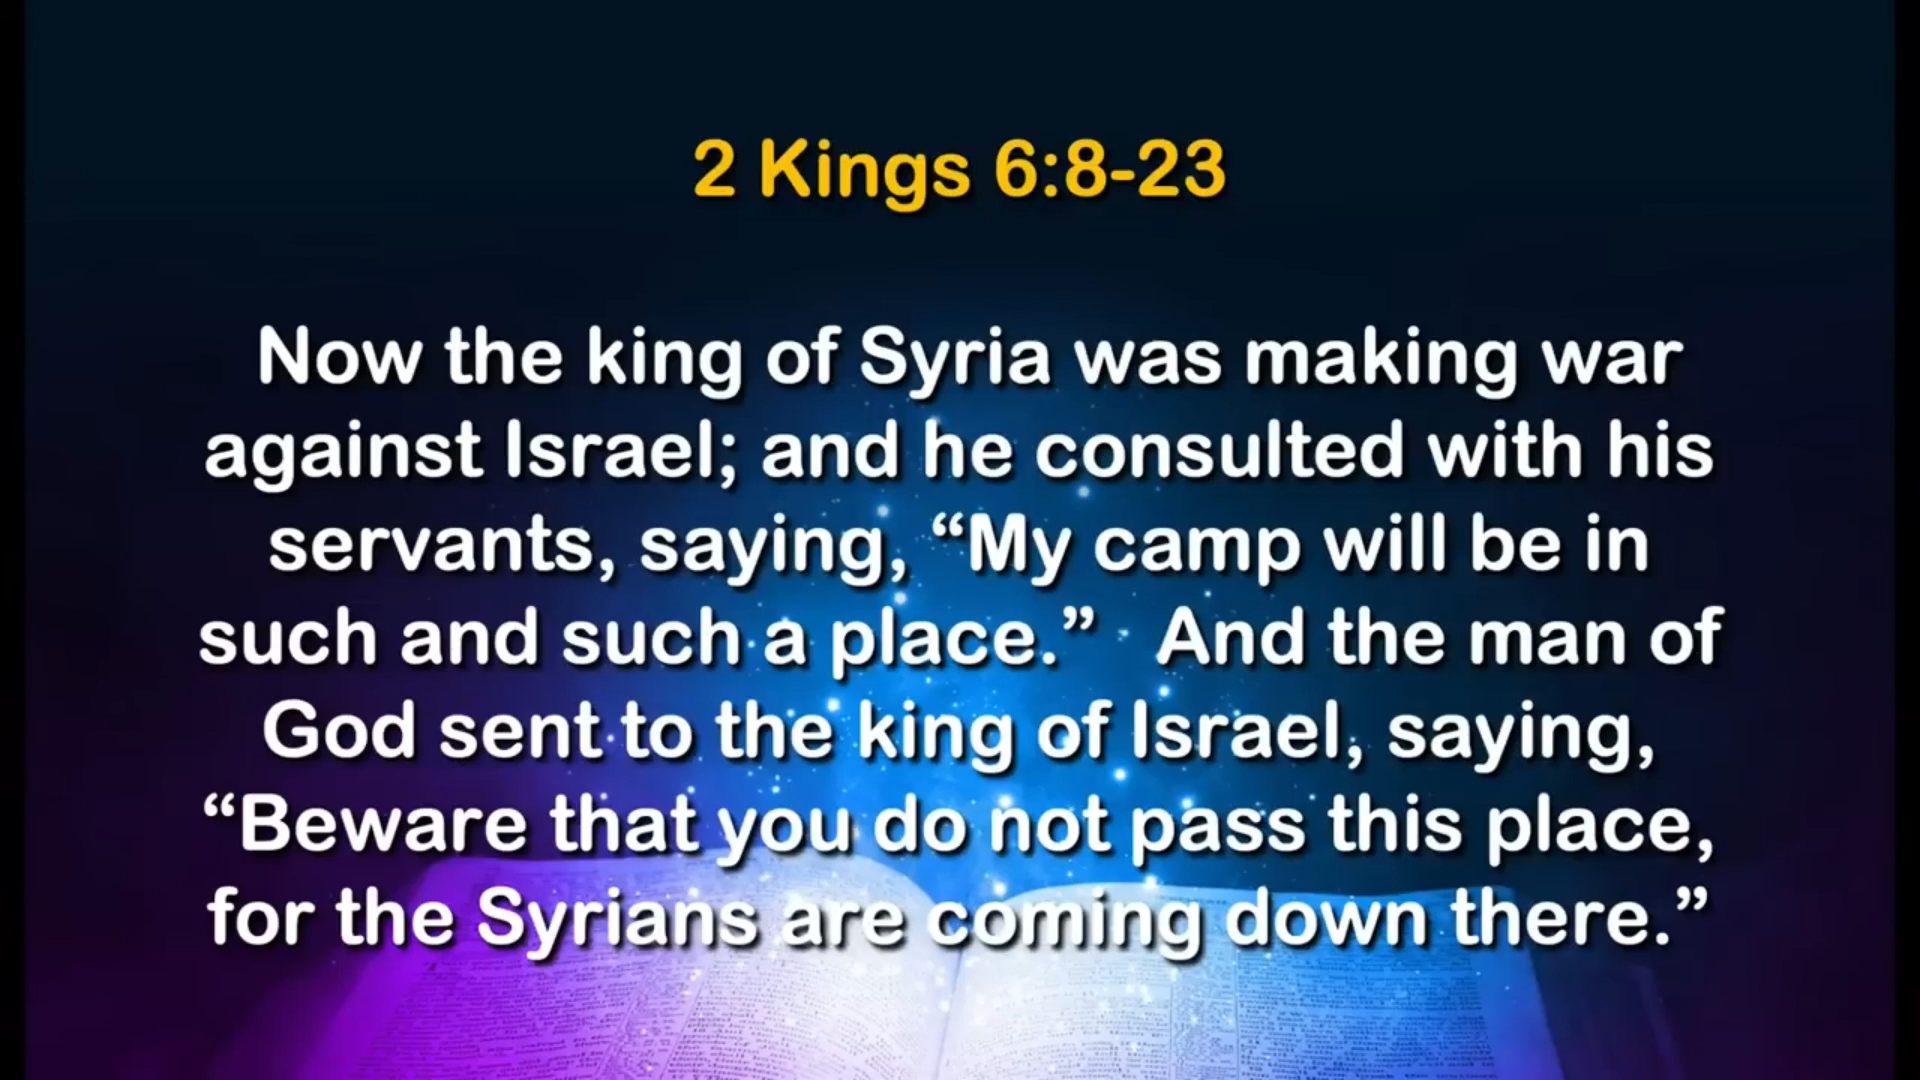 2 Kings 6:8-23
Now the king of Syria was making war
against Israel; and he consulted with his
servants, saying, “My camp will be in
such and such a place.” And the man of
God sent to the king of Israel, saying,
“Beware that you do not pass this place,
for the Syrians are coming down there.”